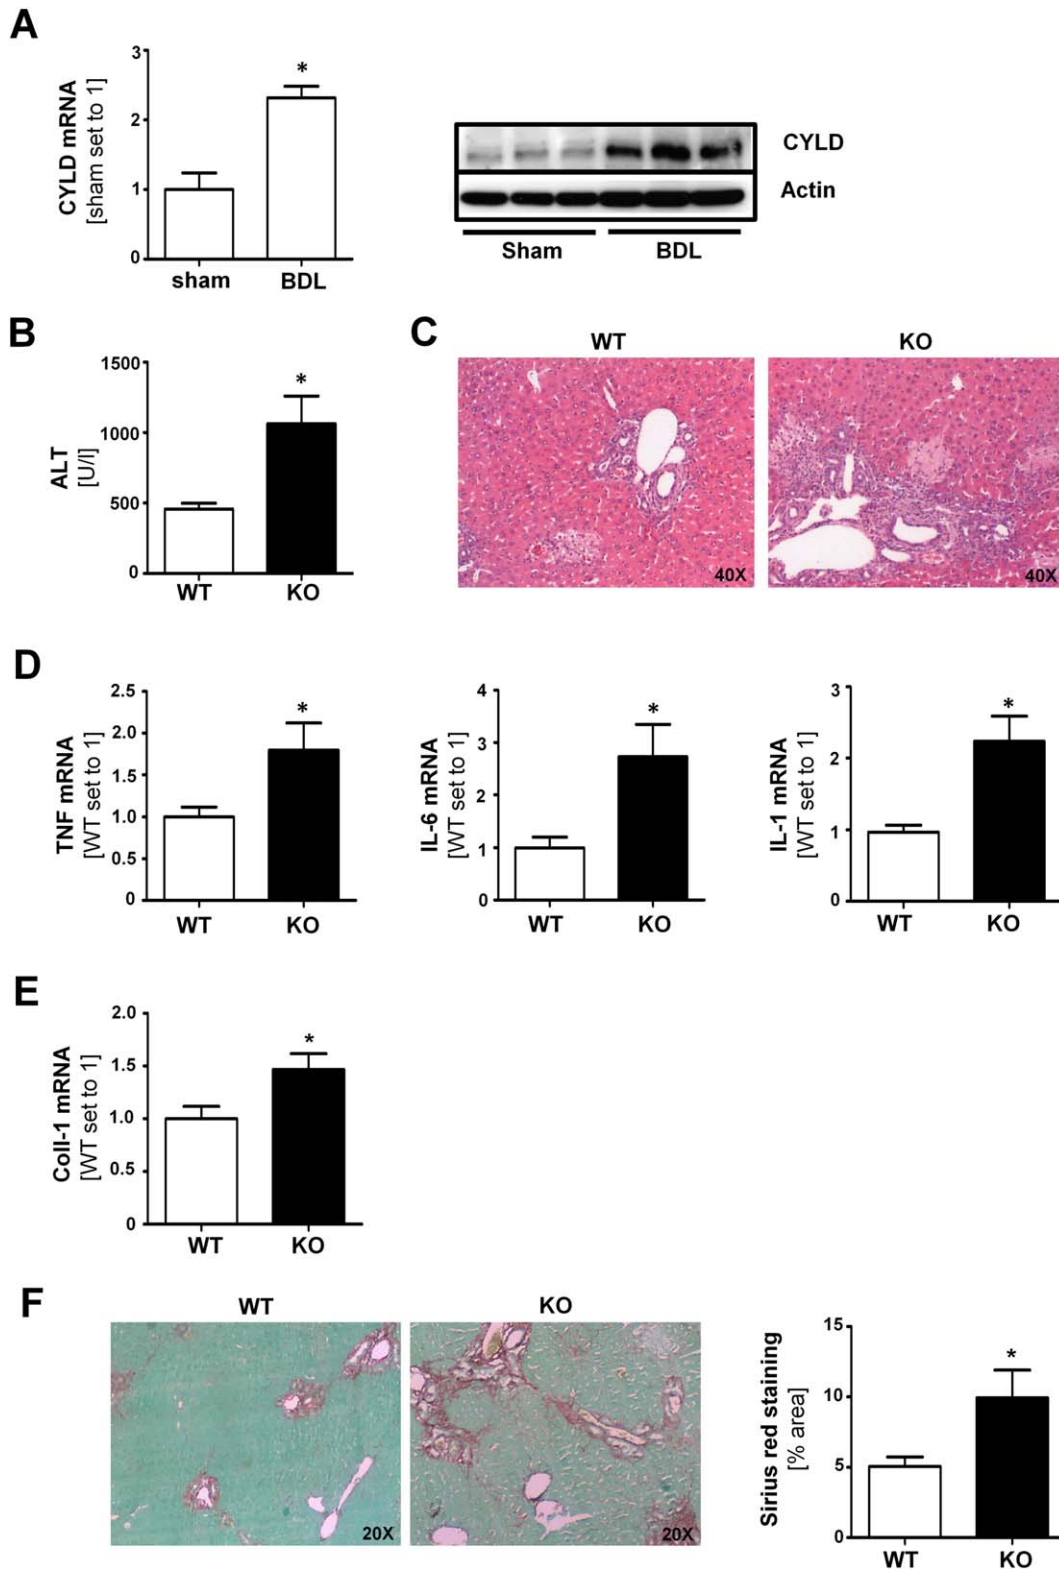 A
CYLD mRNA
[sham set to 1]
3
2
1
0
sham
BDL
*
CYLD
Actin
Sham
BDL
B
ALT
[U/l]
1500
1000
500
0
WT
KO
*
C
WT
KO
40X
40X
D
TNF mRNA
[WT set to 1]
2.5
2.0
1.5
1.0
0.5
0
WT
KO
*
IL-6 mRNA
[WT set to 1]
4
3
2
1
0
WT
KO
*
IL-1 mRNA
[WT set to 1]
3
2
1
0
WT
KO
*
E
Coll-1 mRNA
[WT set to 1]
2.0
1.5
1.0
0.5
0
WT
KO
*
F
WT
KO
20X
20X
Sirius red staining
[% area]
15
10
5
0
WT
KO
*